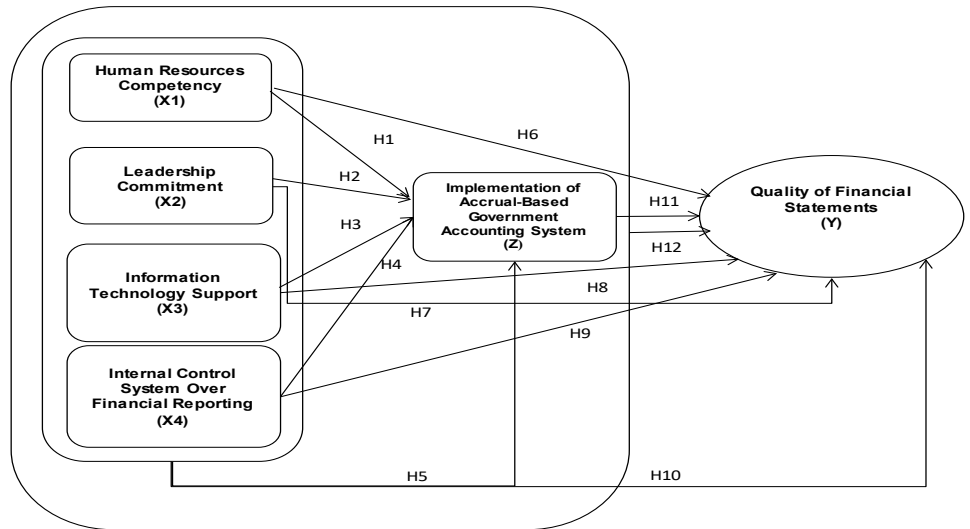 Human Resources
Competency
(X1)
H1
H6
Leadership
Commitment
(X2)
H2
Implementation of
Accrual-Based
Government
Accounting System
(Z)
Quality of Financial
Statements
(Y)
H11
H3
H12
H4
Information
Technology Support
(X3)
H8
H7
H9
Internal Control
System Over
Financial Reporting
(X4)
H5
H10